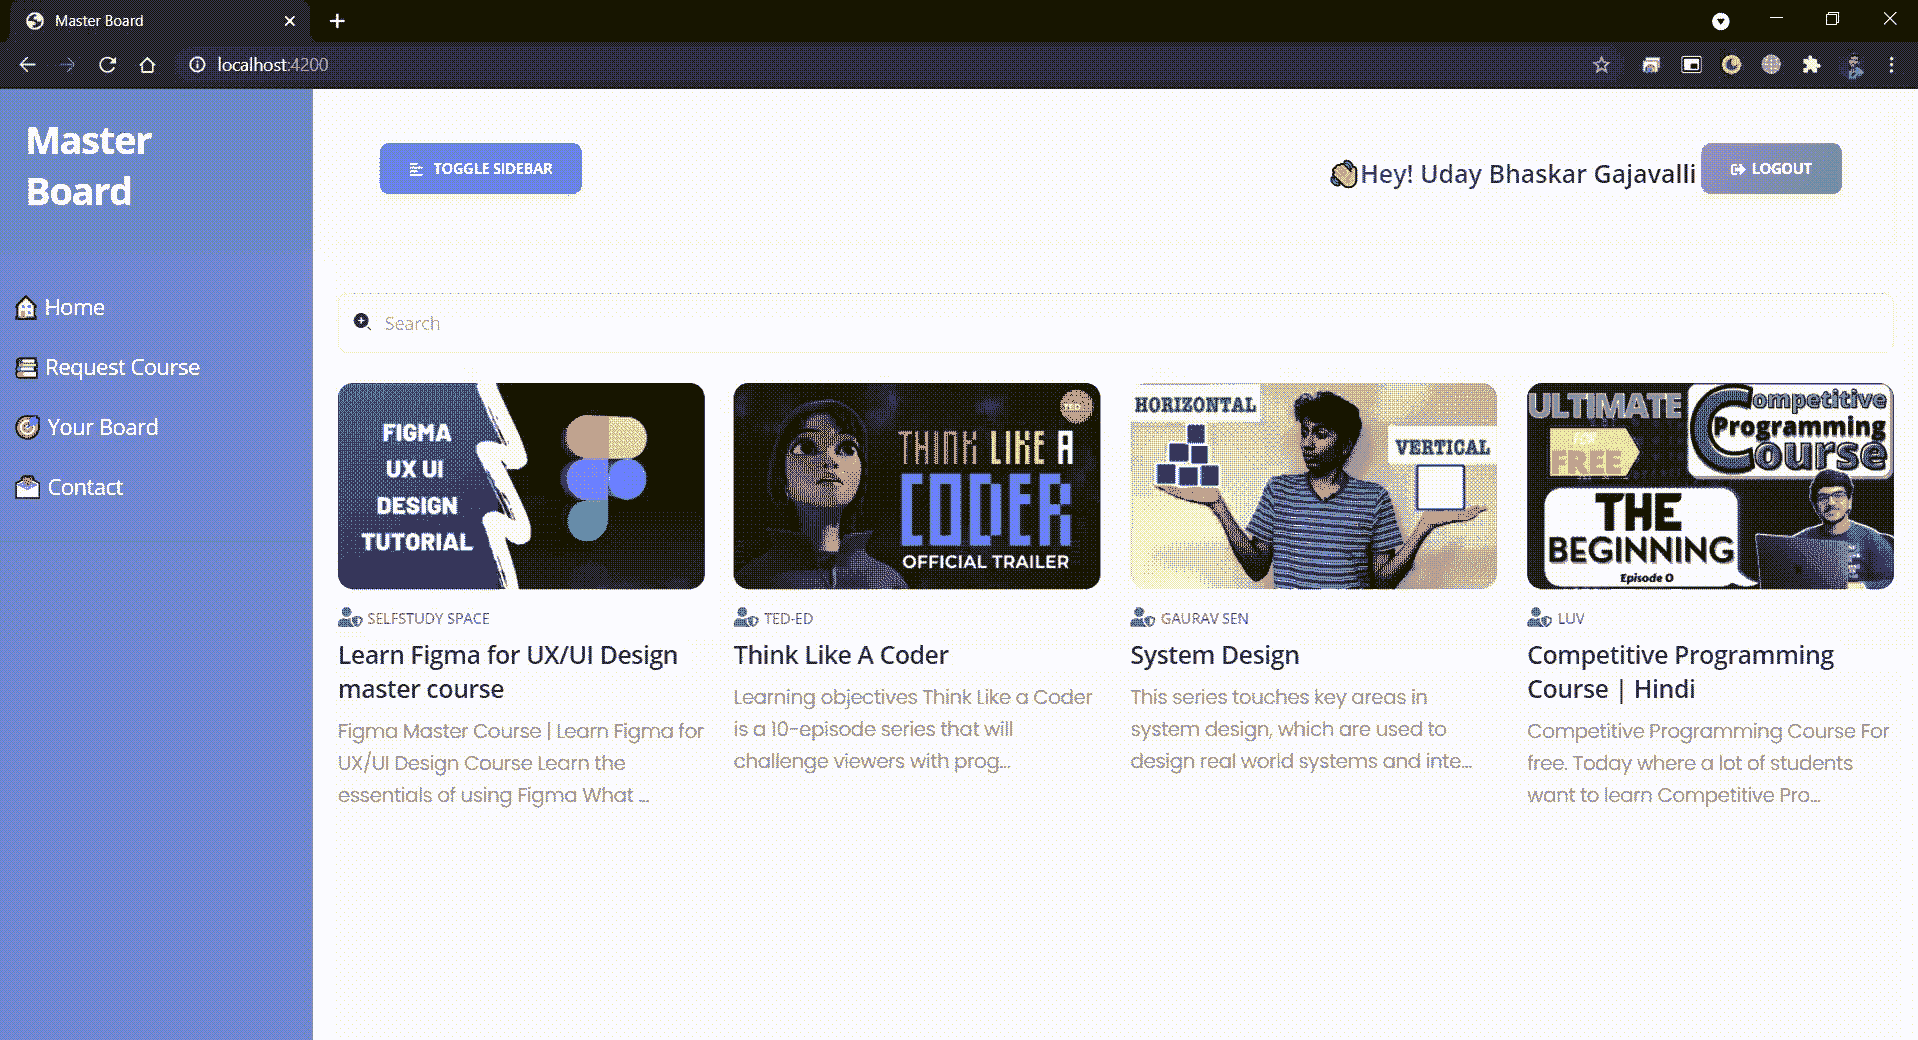 Master Board
localhost:4200
Master
Board
Home
Request Course
Your Board
Contact
TOGGLE SIDEBAR
Hey! Uday Bhaskar Gajavalli
LOGOUT
Search
FIGMA
UX UI
DESIGN
TUTORIAL
SELFSTUDY SPACE
Learn Figma for UX/UI Design
master course
Figma Master Course | Learn Figma for
UX/UI Design Course Learn the
essentials of using Figma What ...
THINK LIKE A
CODER
OFFICIAL TRAILER
TED-ED
Think Like A Coder
Learning objectives Think Like a Coder
is a 10-episode series that will
challenge viewers with prog...
HORIZONTAL
VERTICAL
GAURAV SEN
System Design
This series touches key areas in
system design, which are used to
design real world systems and inte...
ULTIMATE
FREE
Competitive
Programming
Course
THE
BEGINNING
Episode 0
LUV
Competitive Programming
Course | Hindi
Competitive Programming Course For
free. Today where a lot of students
want to learn Competitive Pro...